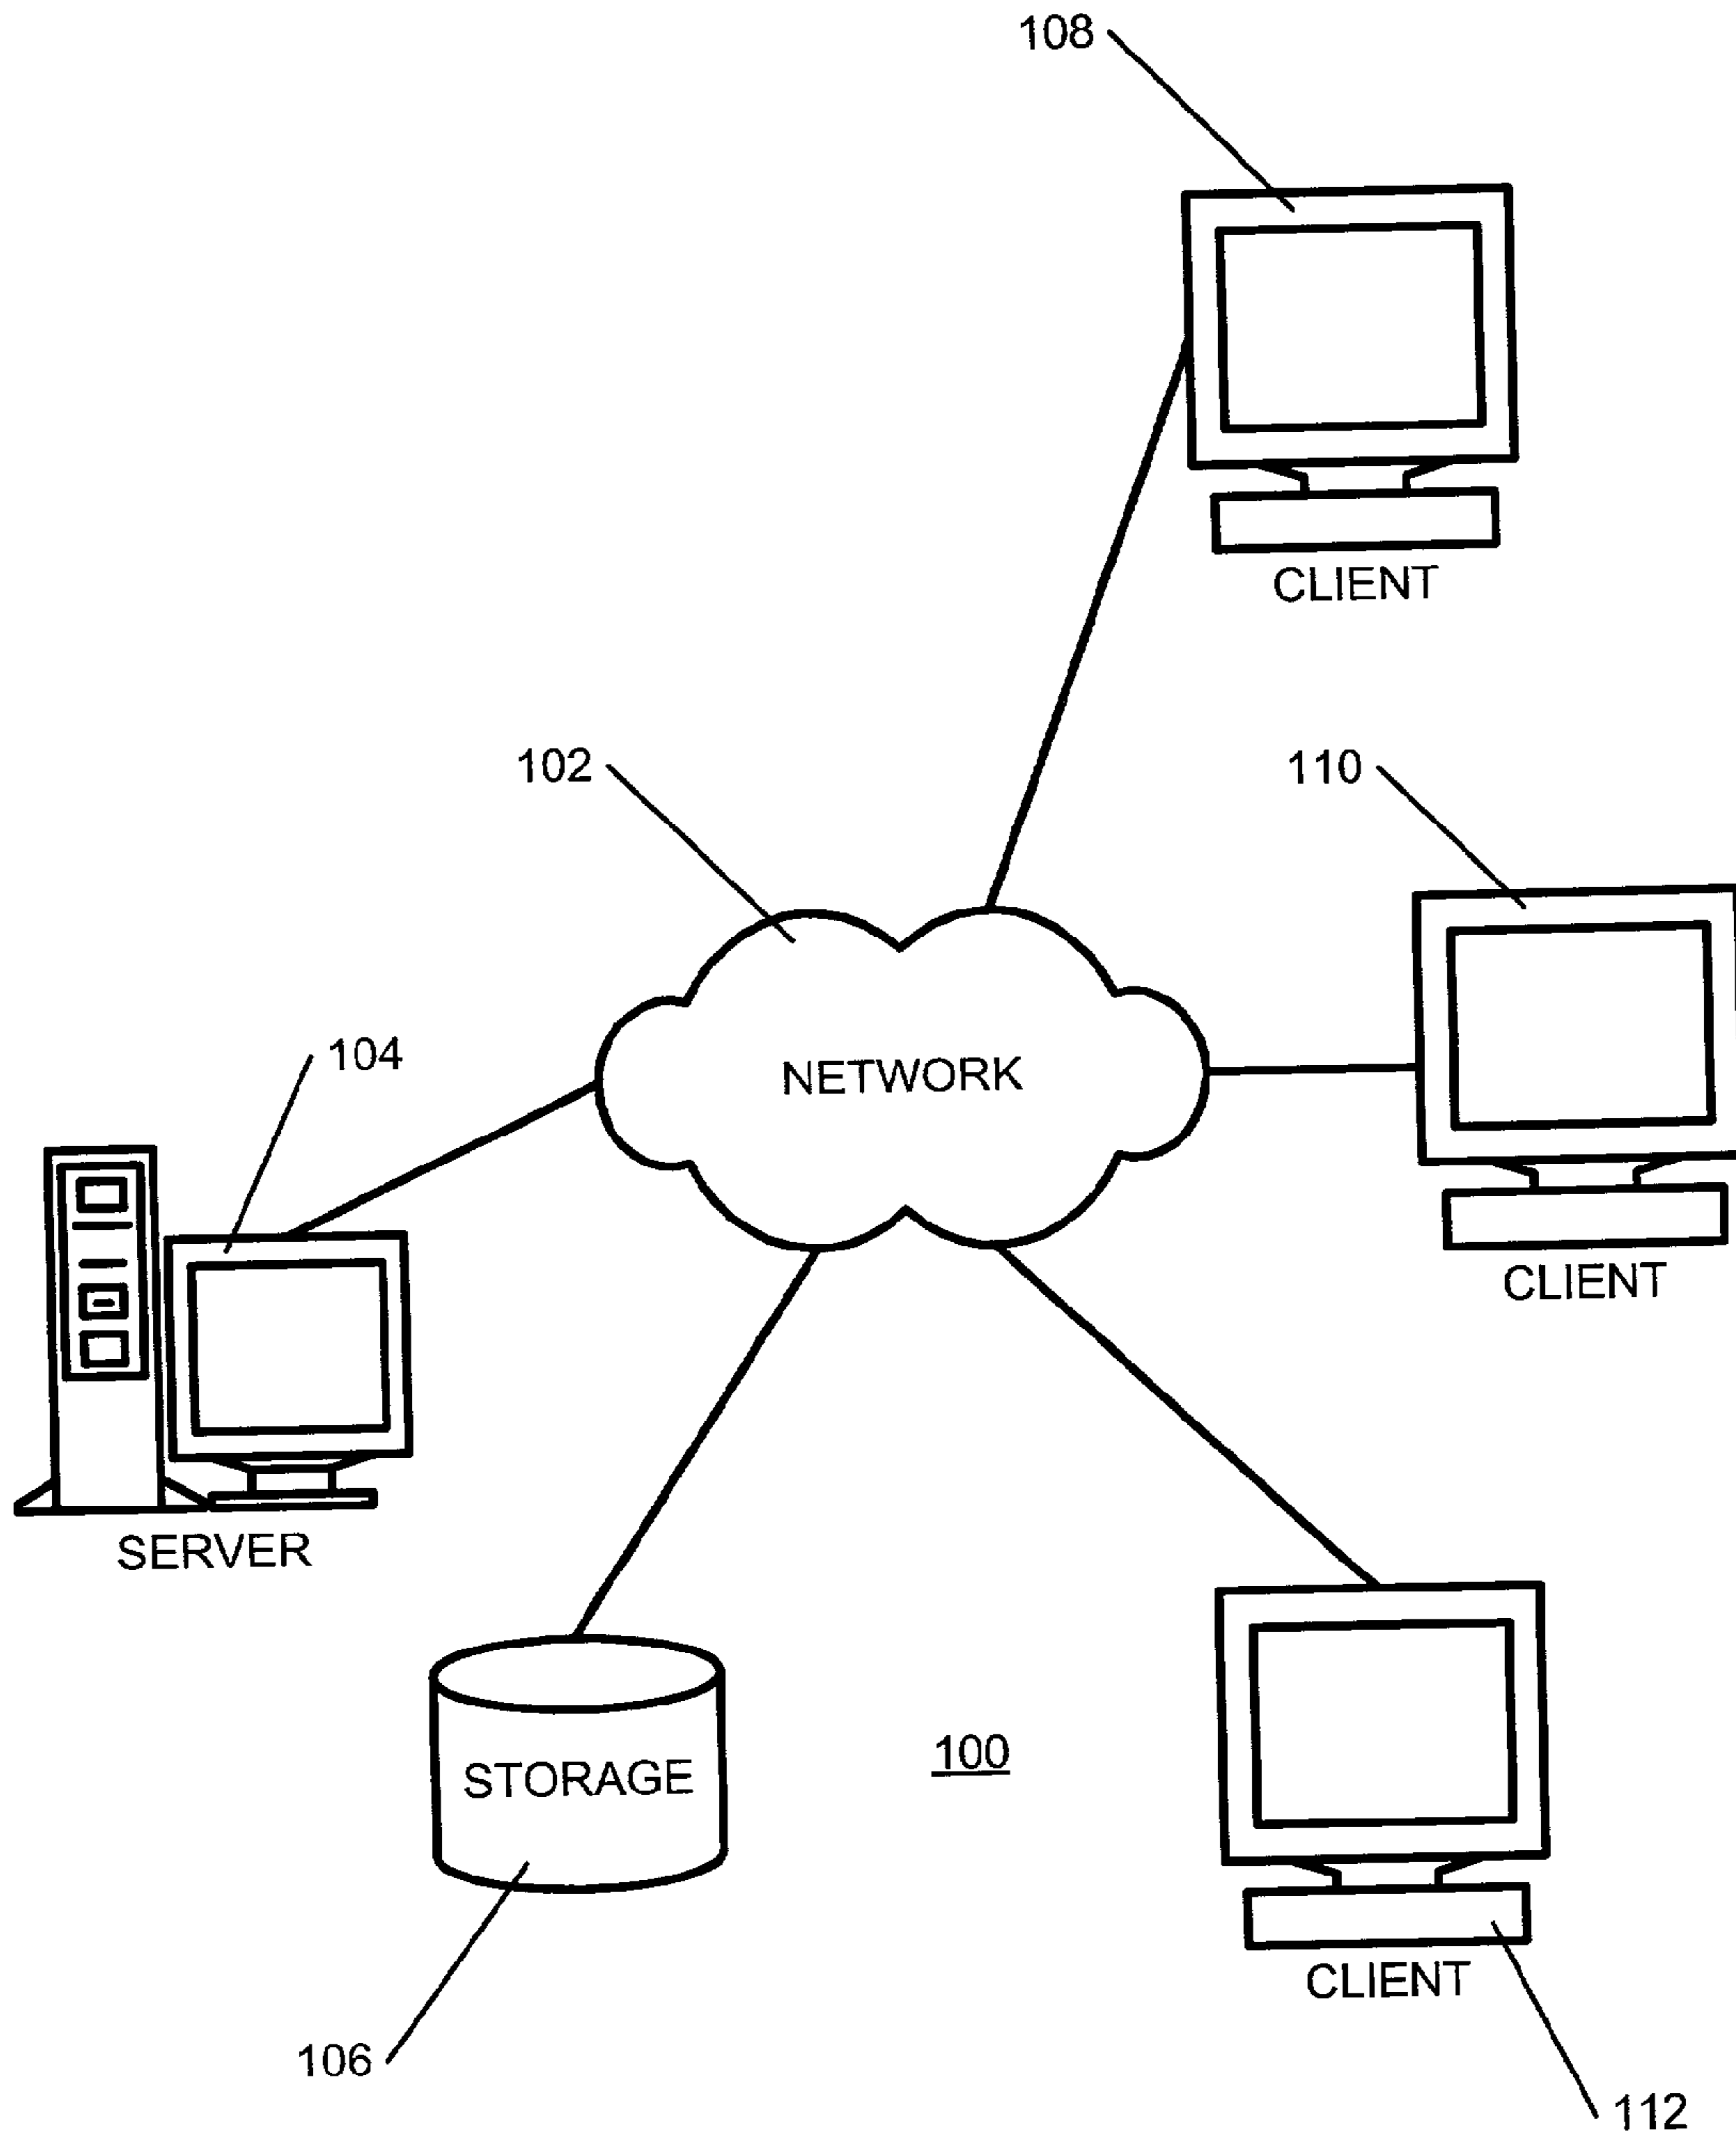 108
CLIENT
102
110
NETWORK
104
CLIENT
SERVER
STORAGE
100
CLIENT
106
112